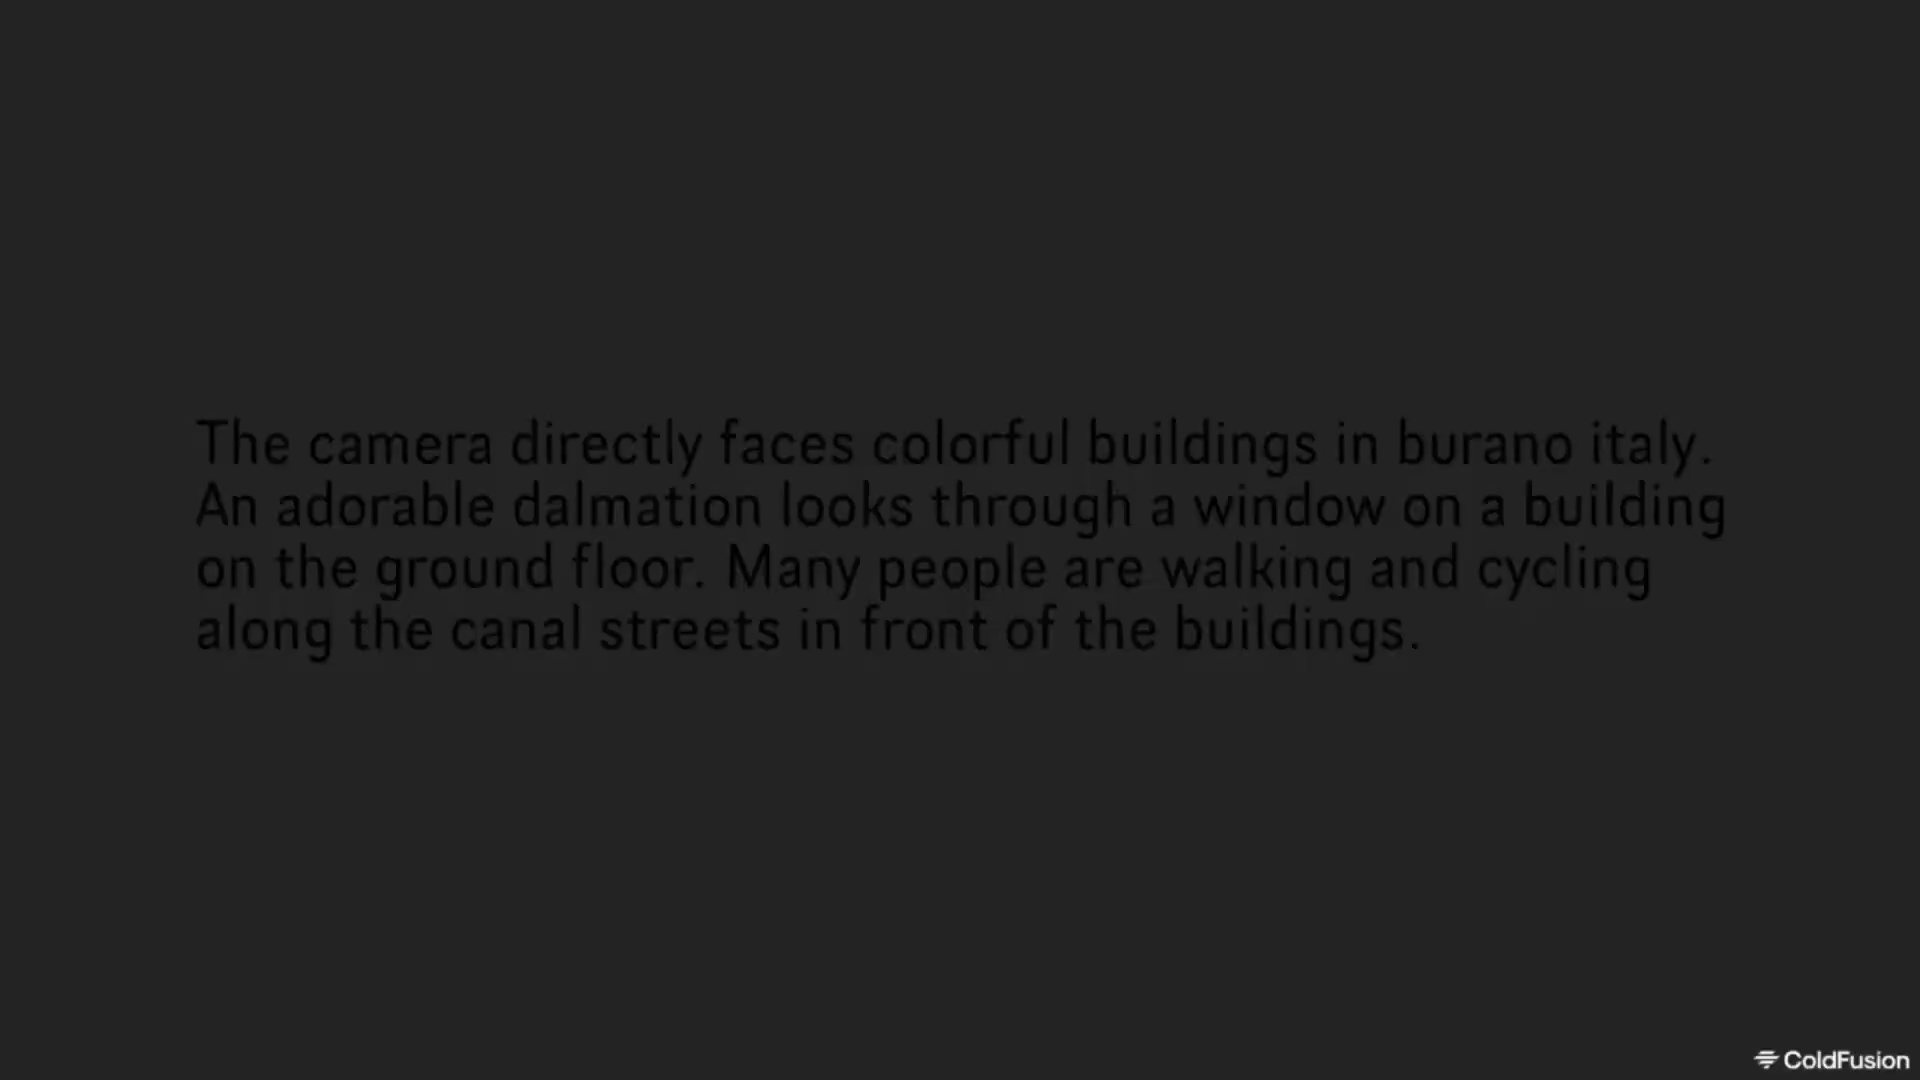 The camera directly faces colorful buildings in burano italy.
An adorable dalmation looks through a window on a building
on the ground floor. Many people are walking and cycling
along the canal streets in front of the buildings.
ColdFusion